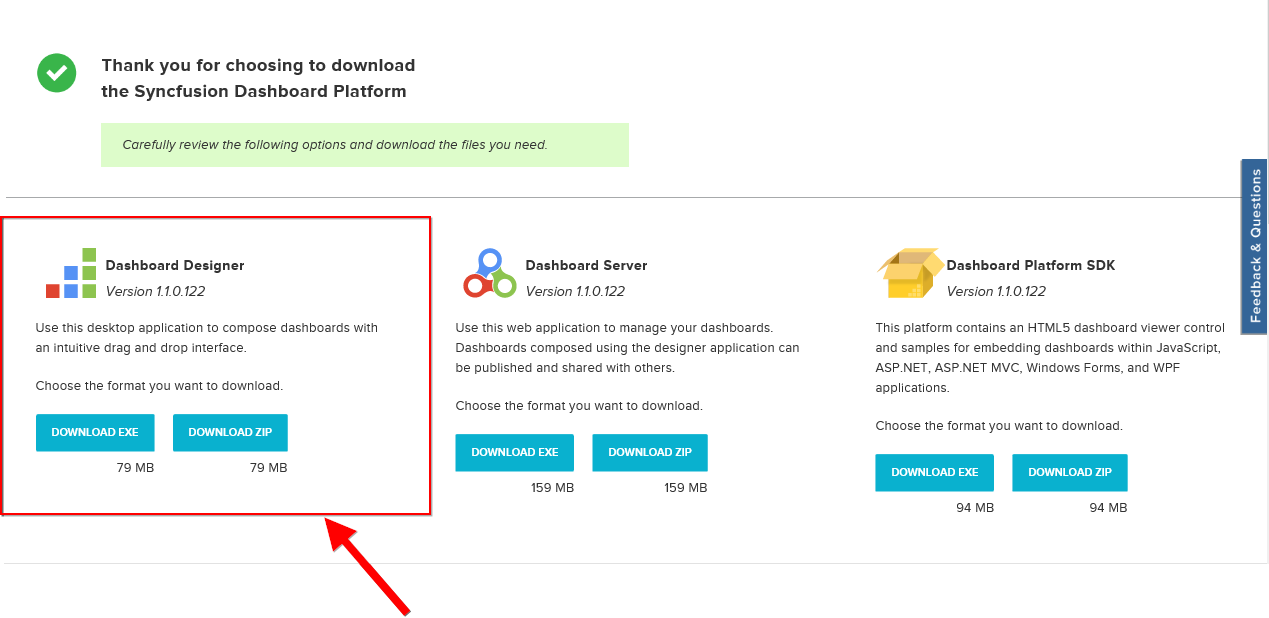 Thank you for choosing to download
the Syncfusion Dashboard Platform
Carefully review the following options and download the files you need.
Feedback & Questions
Dashboard Designer
Version 1.1.0.122
Use this desktop application to compose dashboards with
an intuitive drag and drop interface.
Choose the format you want to download.
DOWNLOAD EXE DOWNLOAD ZIP
79 MB 79 MB
Dashboard Server
Version 1.1.0.122
Use this web application to manage your dashboards.
Dashboards composed using the designer application can
be published and shared with others.
Choose the format you want to download.
DOWNLOAD EXE DOWNLOAD ZIP
159 MB 159 MB
Dashboard Platform SDK
Version 1.1.0.122
This platform contains an HTML5 dashboard viewer control
and samples for embedding dashboards within JavaScript,
ASP.NET, ASP.NET MVC, Windows Forms, and WPF
applications.
Choose the format you want to download.
DOWNLOAD EXE DOWNLOAD ZIP
94 MB 94 MB